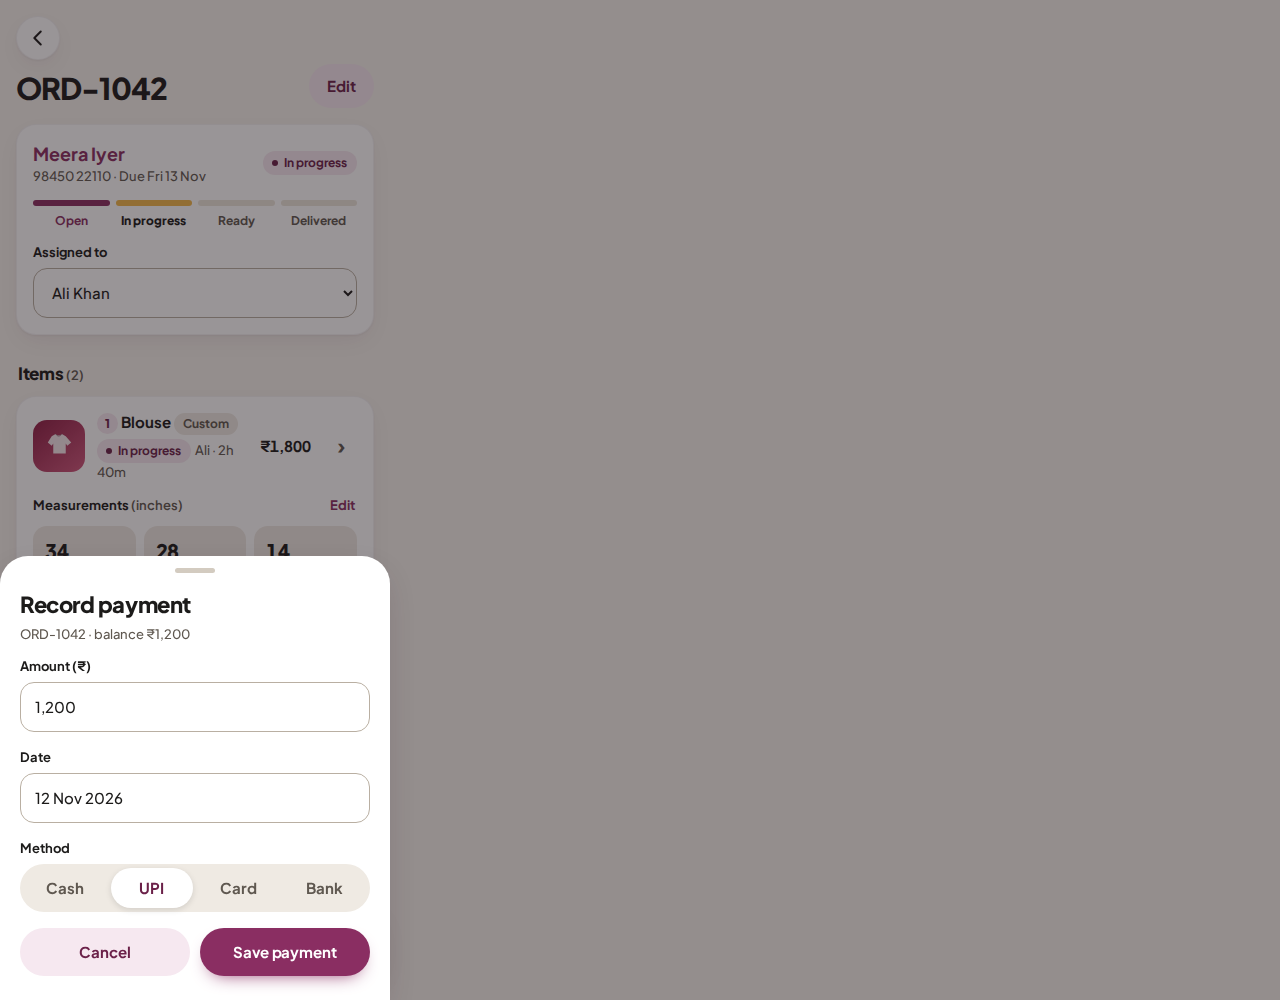 ORD-1042
Edit
Meera Iyer
98450 22110 · Due Fri 13 Nov
In progress
Open
In progress
Ready
Delivered
Assigned to
Ali Khan
Items (2)
1 Blouse Custom
In progress Ali · 2h
40m
₹1,800
Measurements (inches)
Edit
34
28
14
Record payment
ORD-1042 · balance ₹1,200
Amount (₹)
1,200
Date
12 Nov 2026
Method
Cash
UPI
Card
Bank
Cancel
Save payment